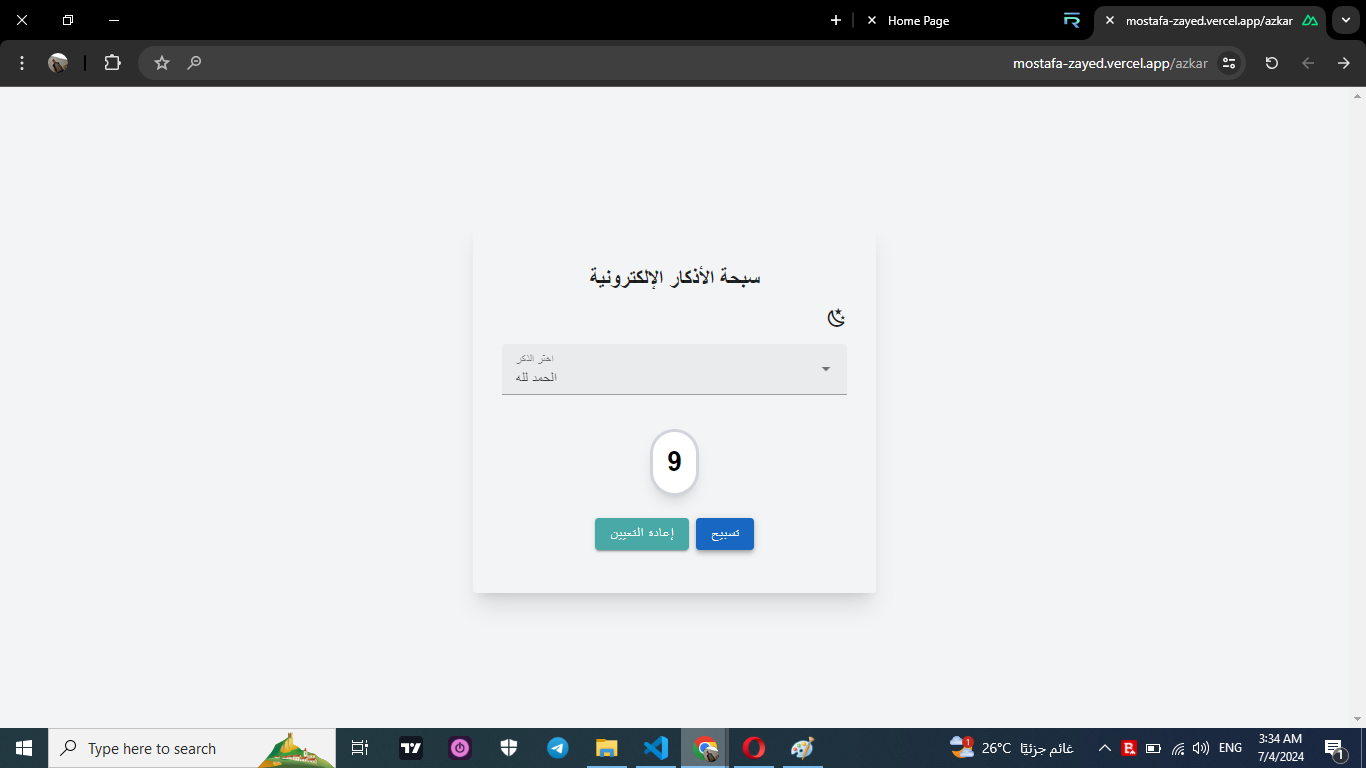 Home Page
mostafa-zayed.vercel.app/azkar
mostafa-zayed.vercel.app/azkar
سبحة الأذكار الإلكترونية
اختر الذكر
الحمد لله
9
تسبيح
إعادة التعيين
Type here to search
26°C غائم جزئيًا
ENG
3:34 AM
7/4/2024